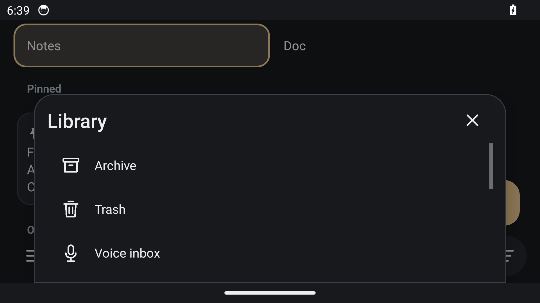 6:39
Notes
Doc
Pinned
Library
Archive
Trash
Voice inbox